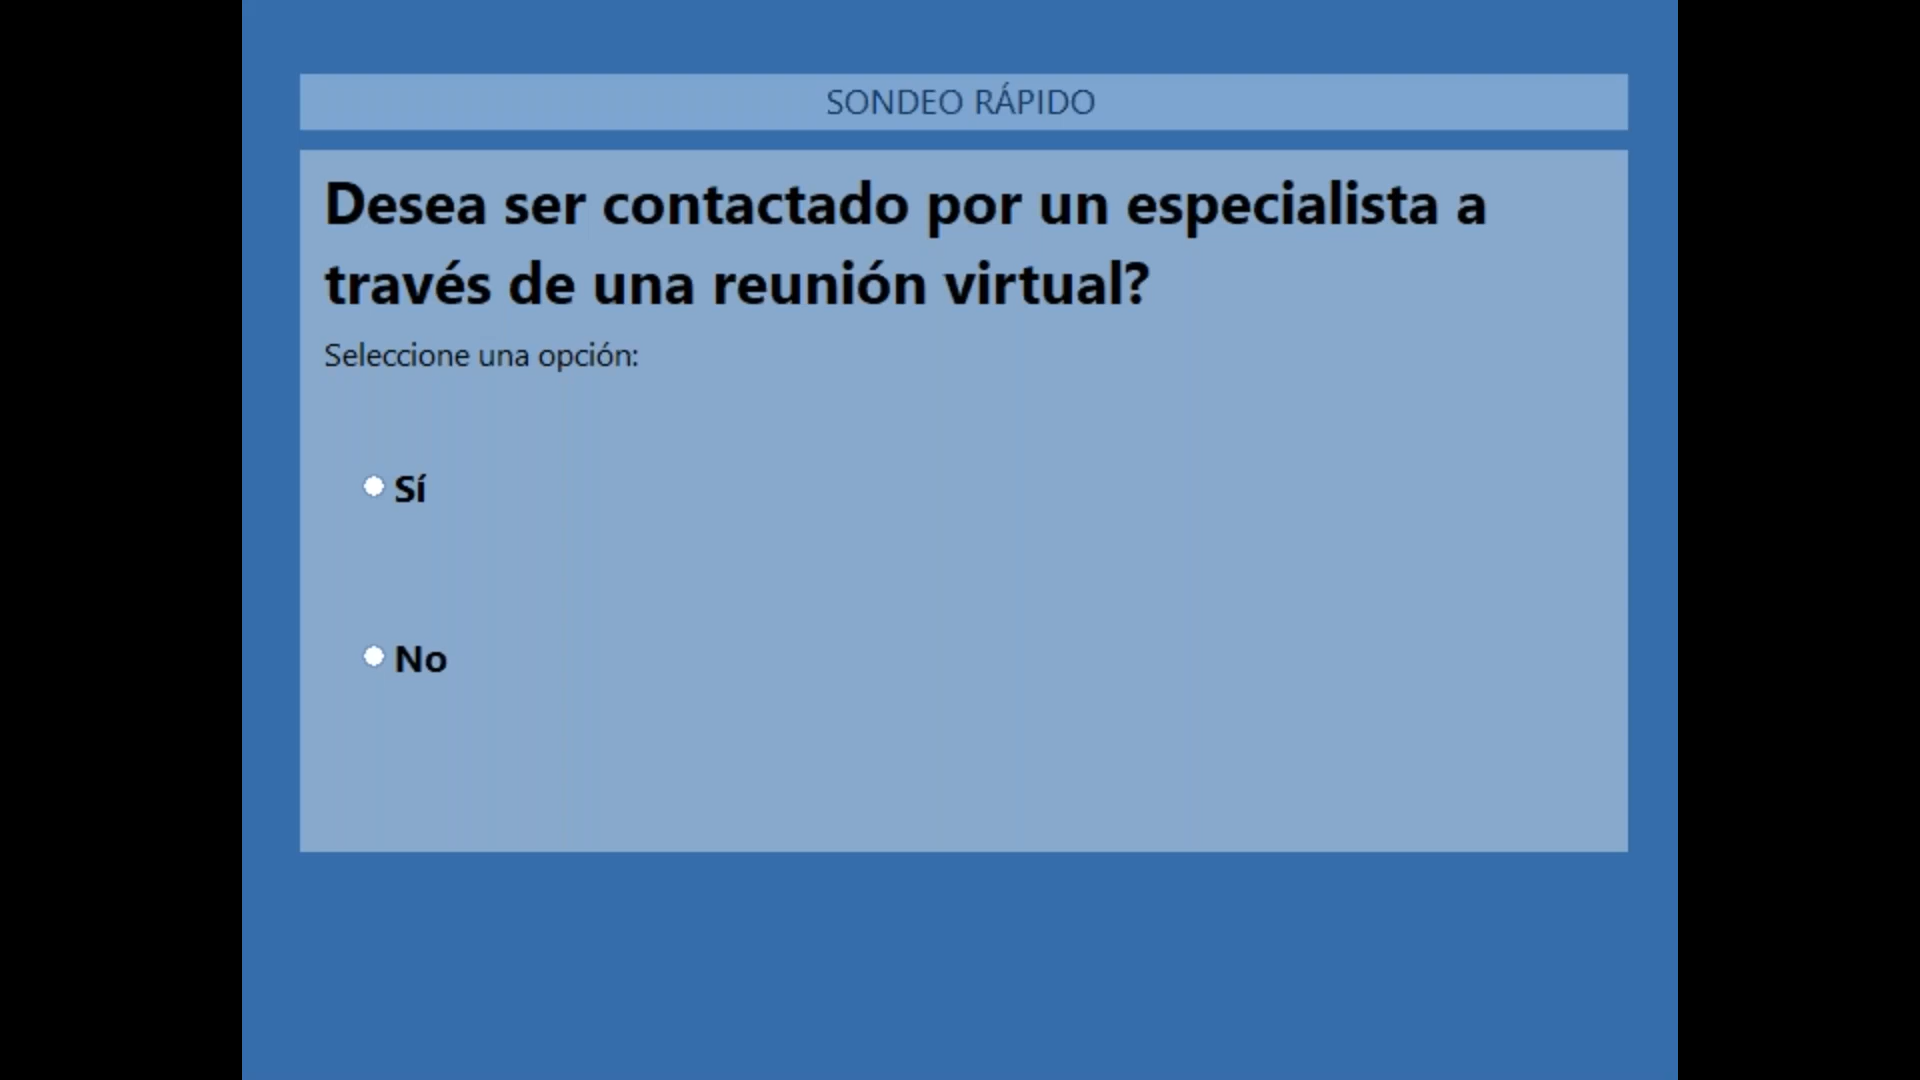 SONDEO RÁPIDO
Desea ser contactado por un especialista a
través de una reunión virtual?
Seleccione una opción:
Sí
No